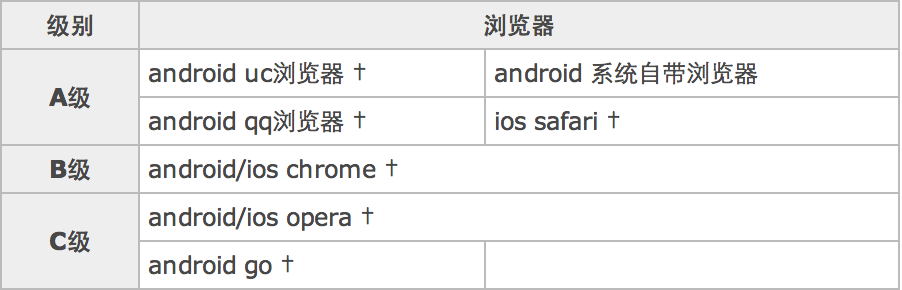 级别 浏览器
A级 android uc浏览器 † android 系统自带浏览器
android qq浏览器 † ios safari †
B级 android/ios chrome †
C级 android/ios opera †
android go †